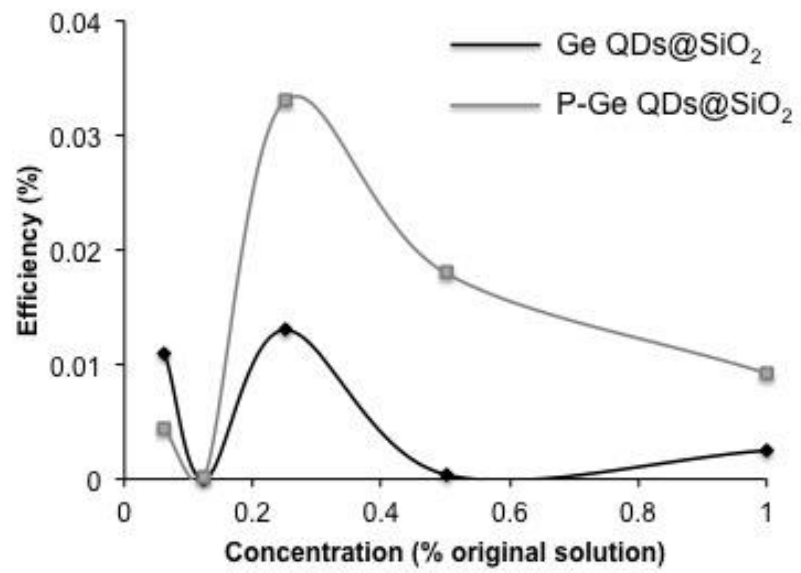 0.04
Ge QDs@SiO₂
P-Ge QDs@SiO₂
0.03
Efficiency (%)
0.02
0.01
0
0 0.2 0.4 0.6 0.8 1
Concentration (% original solution)